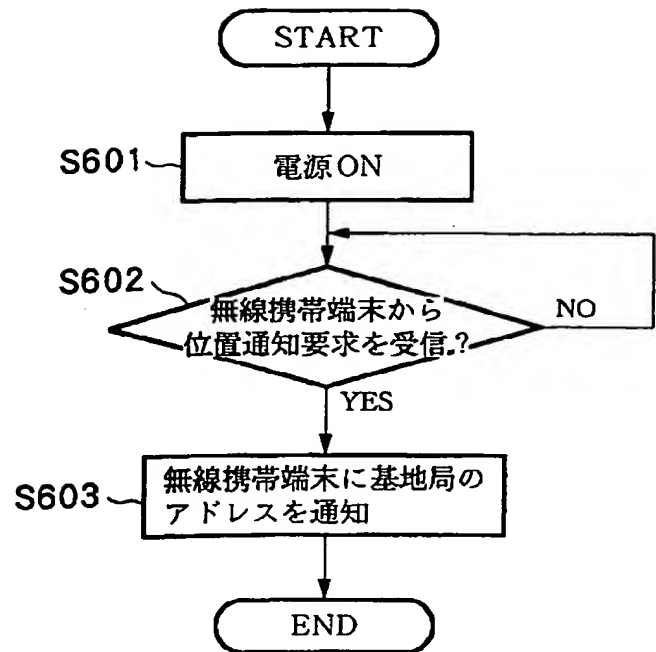 START
S601
電源ON
S602
無線携帯端末から
位置通知要求を受信?
NO
YES
S603
無線携帯端末に基地局の
アドレスを通知
END